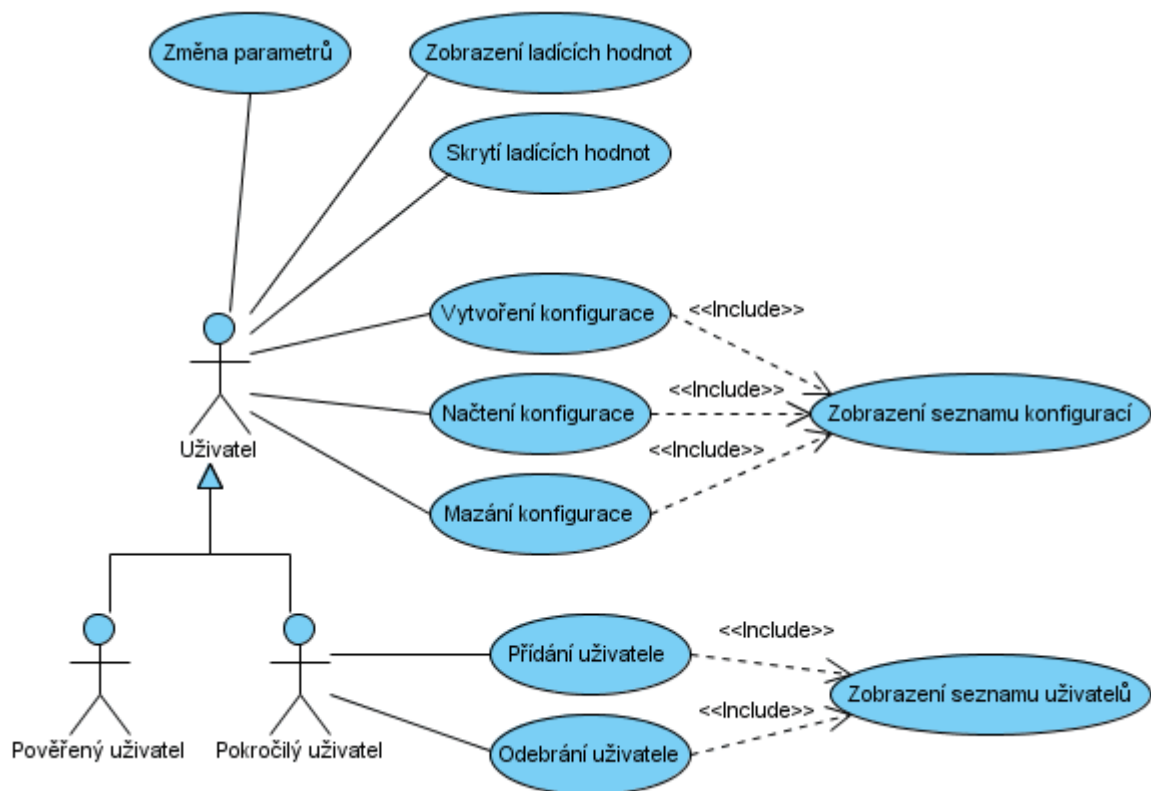 Změna parametrů
Zobrazení ladících hodnot
Skrytí ladících hodnot
Vytvoření konfigurace
<<Include>>
Načtení konfigurace
<<Include>>
Zobrazení seznamu konfigurací
Uživatel
<<Include>>
Mazání konfigurace
Přídání uživatele
<<Include>>
Zobrazení seznamu uživatelů
<<Include>>
Odebrání uživatele
Pověřený uživatel
Pokročilý uživatel